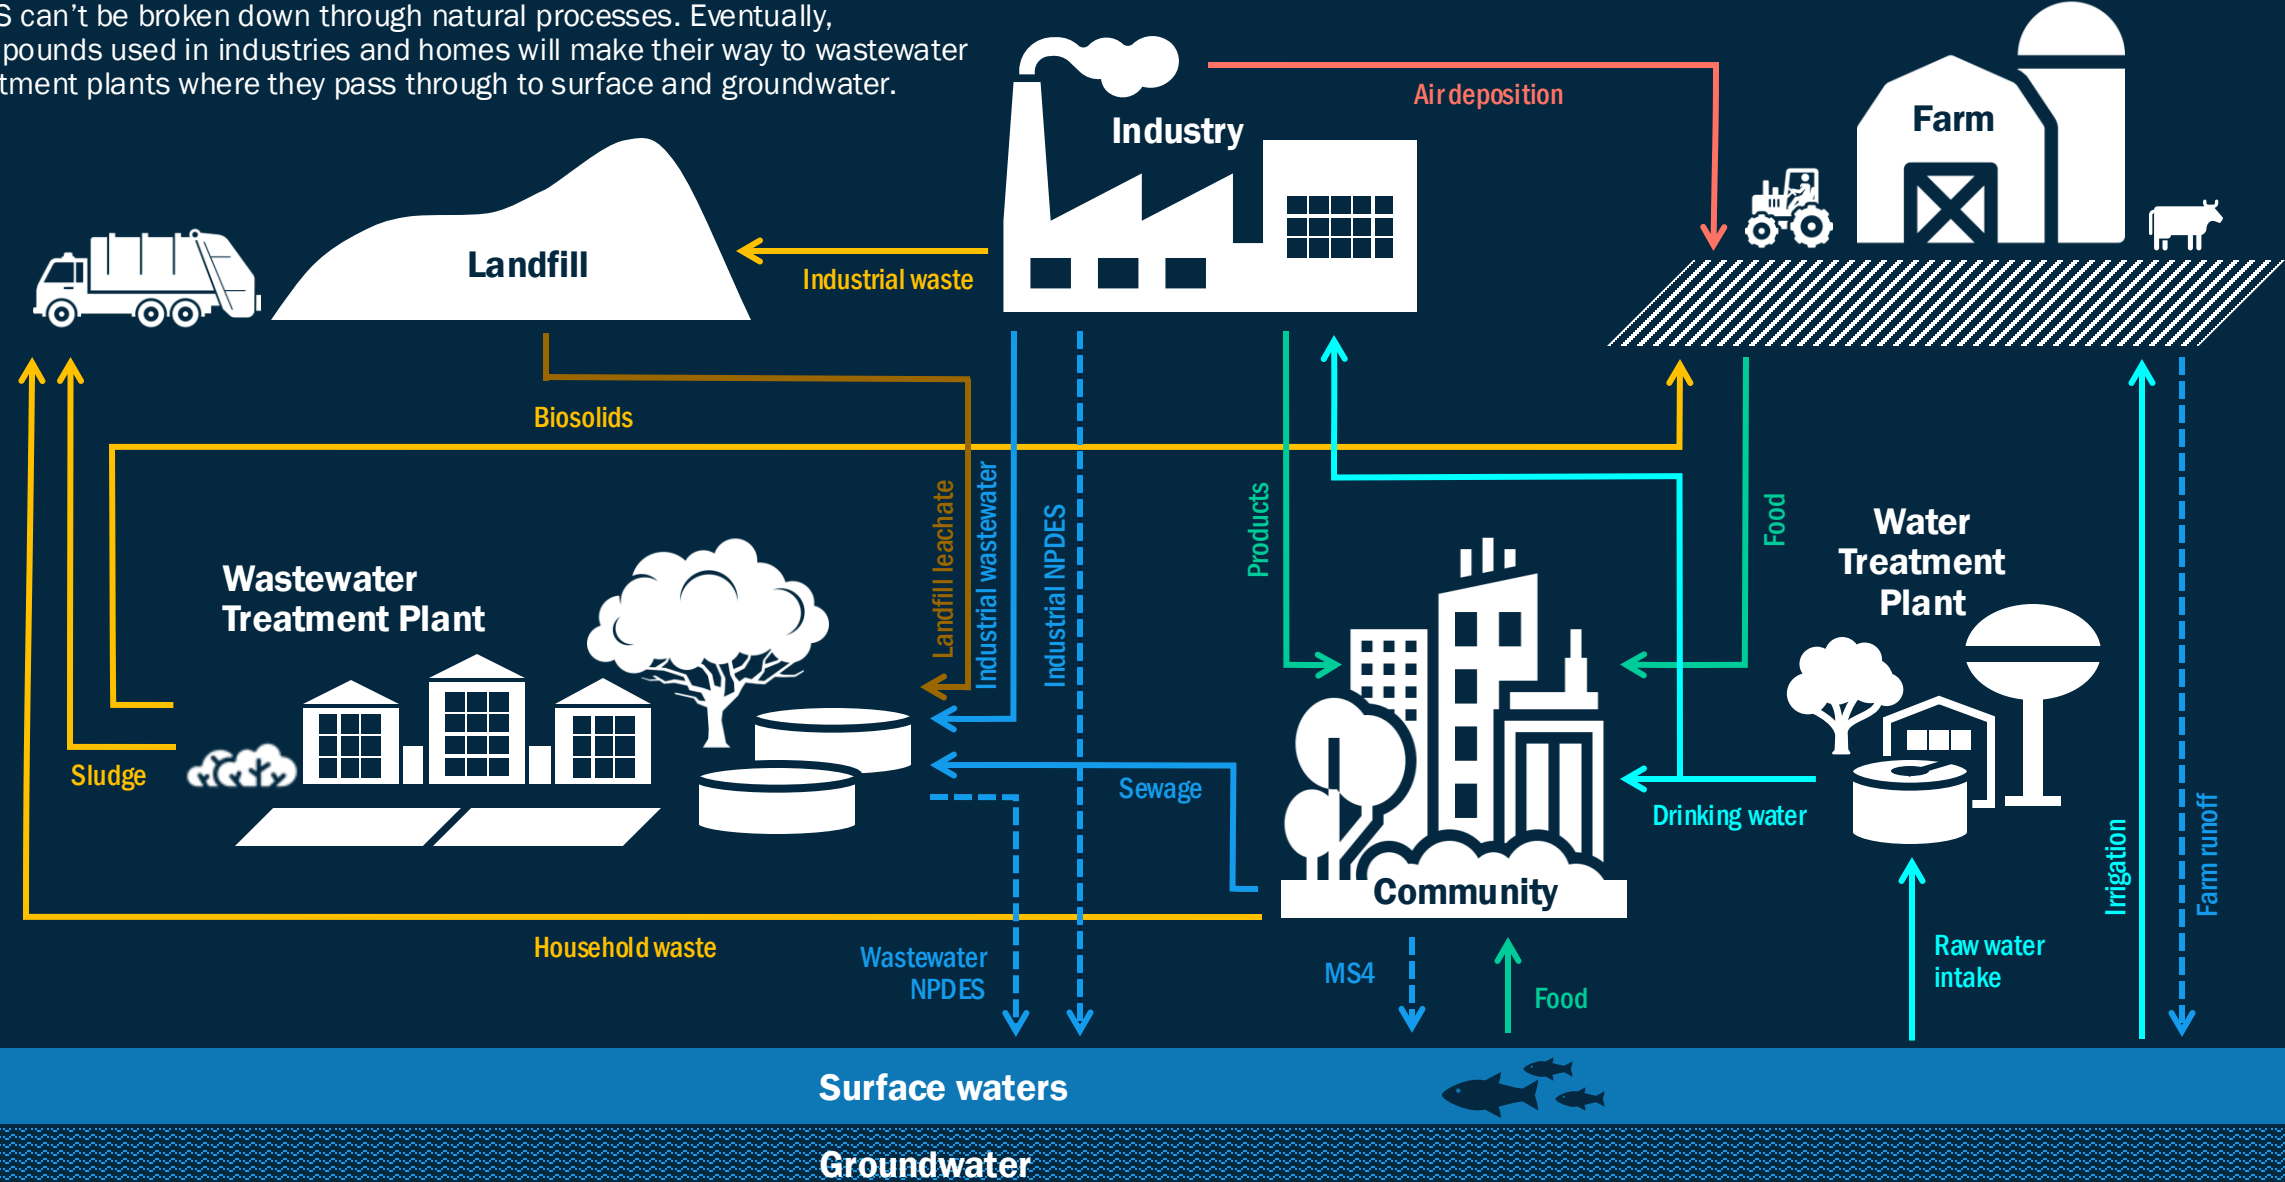 S can't be broken down through natural processes. Eventually,
pounds used in industries and homes will make their way to wastewater
tment plants where they pass through to surface and groundwater.
Air deposition
Industry
Farm
Landfill
Industrial waste
Biosolids
Landfill leachate
Industrial wastewater
Industrial NPDES
Products
Food
Water
Treatment
Plant
Wastewater
Treatment Plant
Sludge
Sewage
Drinking water
Irrigation
Farm runoff
Community
Household waste
Wastewater
NPDES
MS4
Food
Raw water
intake
Surface waters
Groundwater